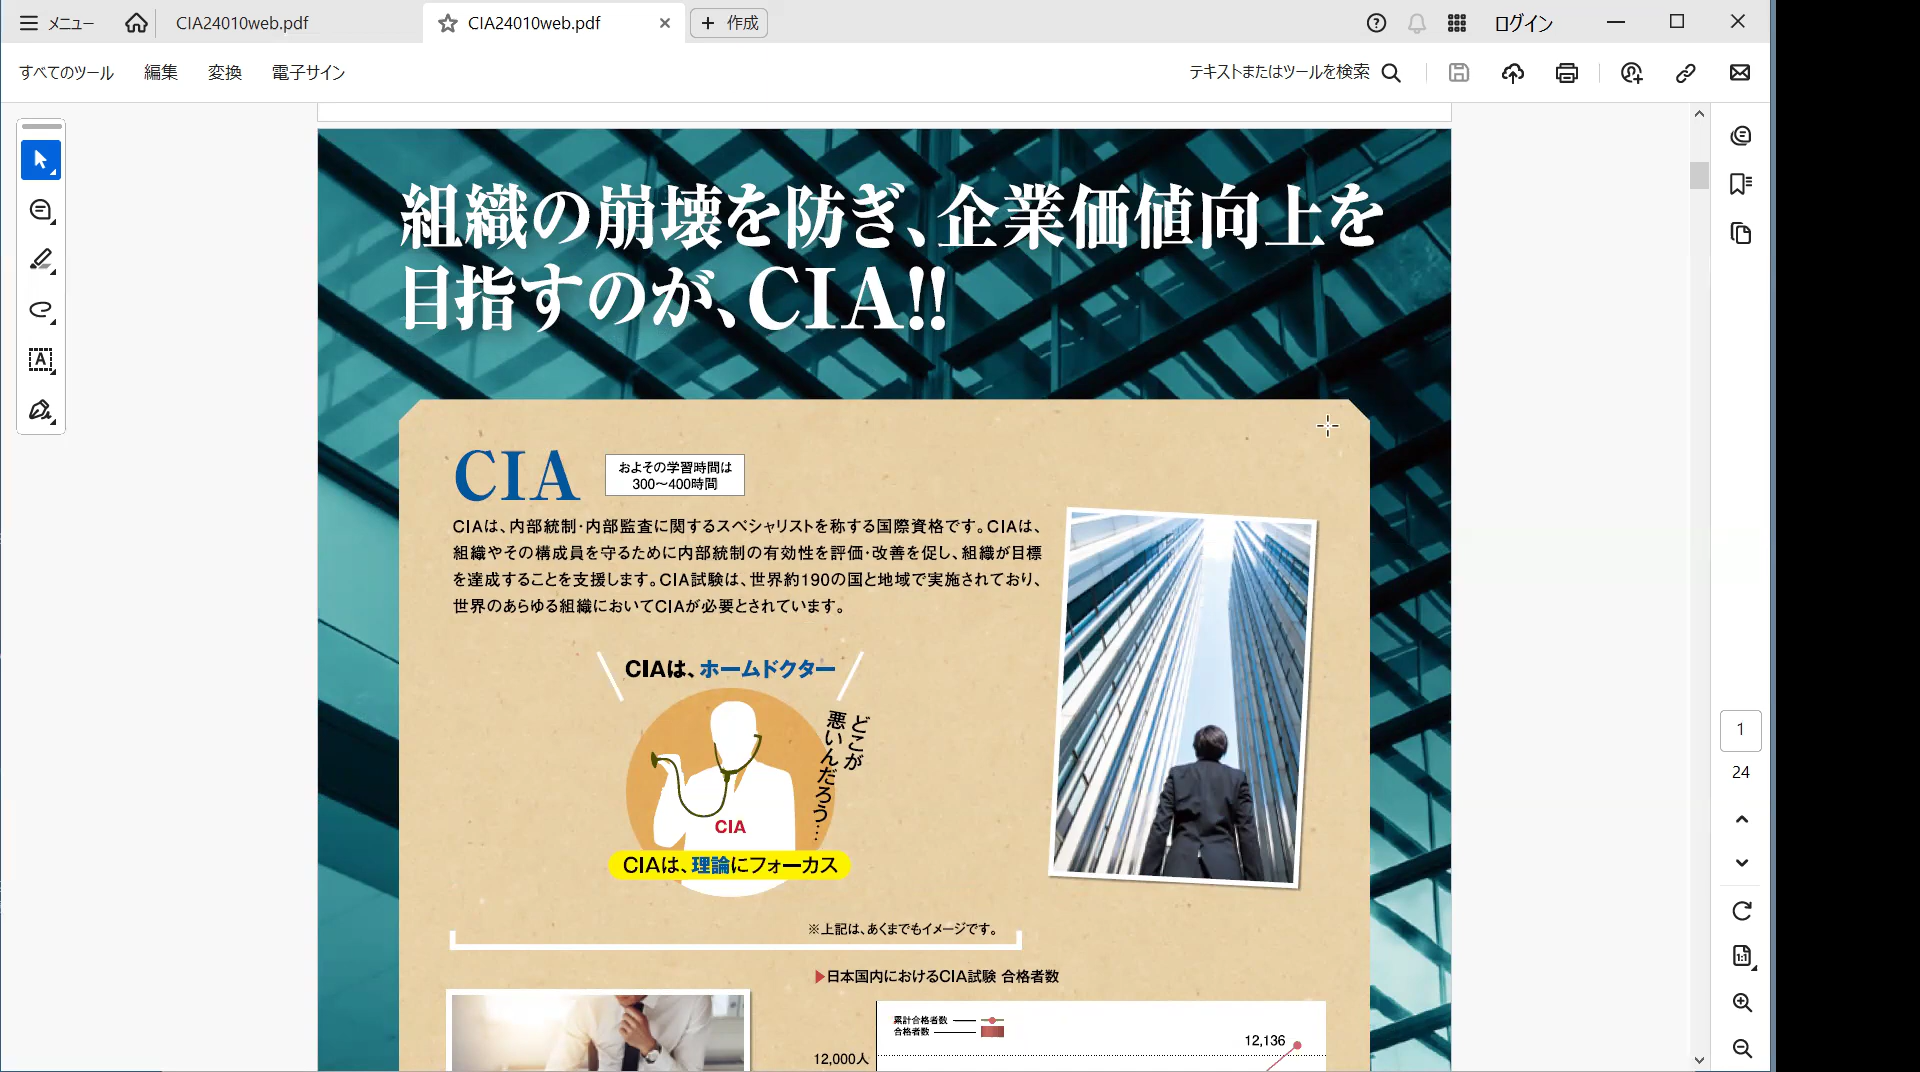 メニュー
CIA24010web.pdf
CIA24010web.pdf
作成
ログイン
すべてのツール
編集
変換
電子サイン
テキストまたはツールを検索
組織の崩壊を防ぎ、企業価値向上を
目指すのが、CIA!!
CIA
およその学習時間は
300〜400時間
CIAは、内部統制・内部監査に関するスペシャリストを称する国際資格です。CIAは、
組織やその構成員を守るために内部統制の有効性を評価・改善を促し、組織が目標
を達成することを支援します。CIA試験は、世界約190の国と地域で実施されており、
世界のあらゆる組織においてCIAが必要とされています。
CIAは、ホームドクター
どこが
悪いんだろう…
CIA
CIAは、理論にフォーカス
※上記は、あくまでもイメージです。
▶日本国内におけるCIA試験 合格者数
累計合格者数
合格者数
12,136
12,000人
1
24